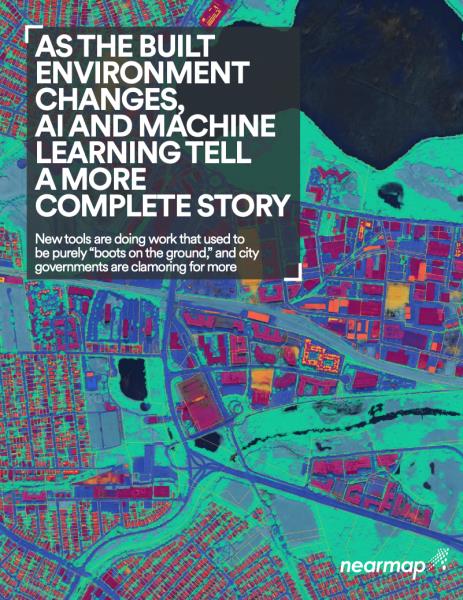 AS THE BUILT
ENVIRONMENT
CHANGES,
AI AND MACHINE
LEARNING TELL
A MORE
COMPLETE STORY
New tools are doing work that used to
be purely “boots on the ground,” and city
governments are clamoring for more
nearmap